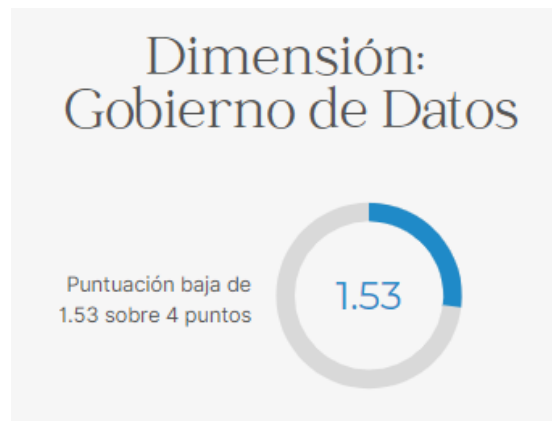 Dimensión:
Gobierno de Datos
Puntuación baja de
1.53 sobre 4 puntos
1.53